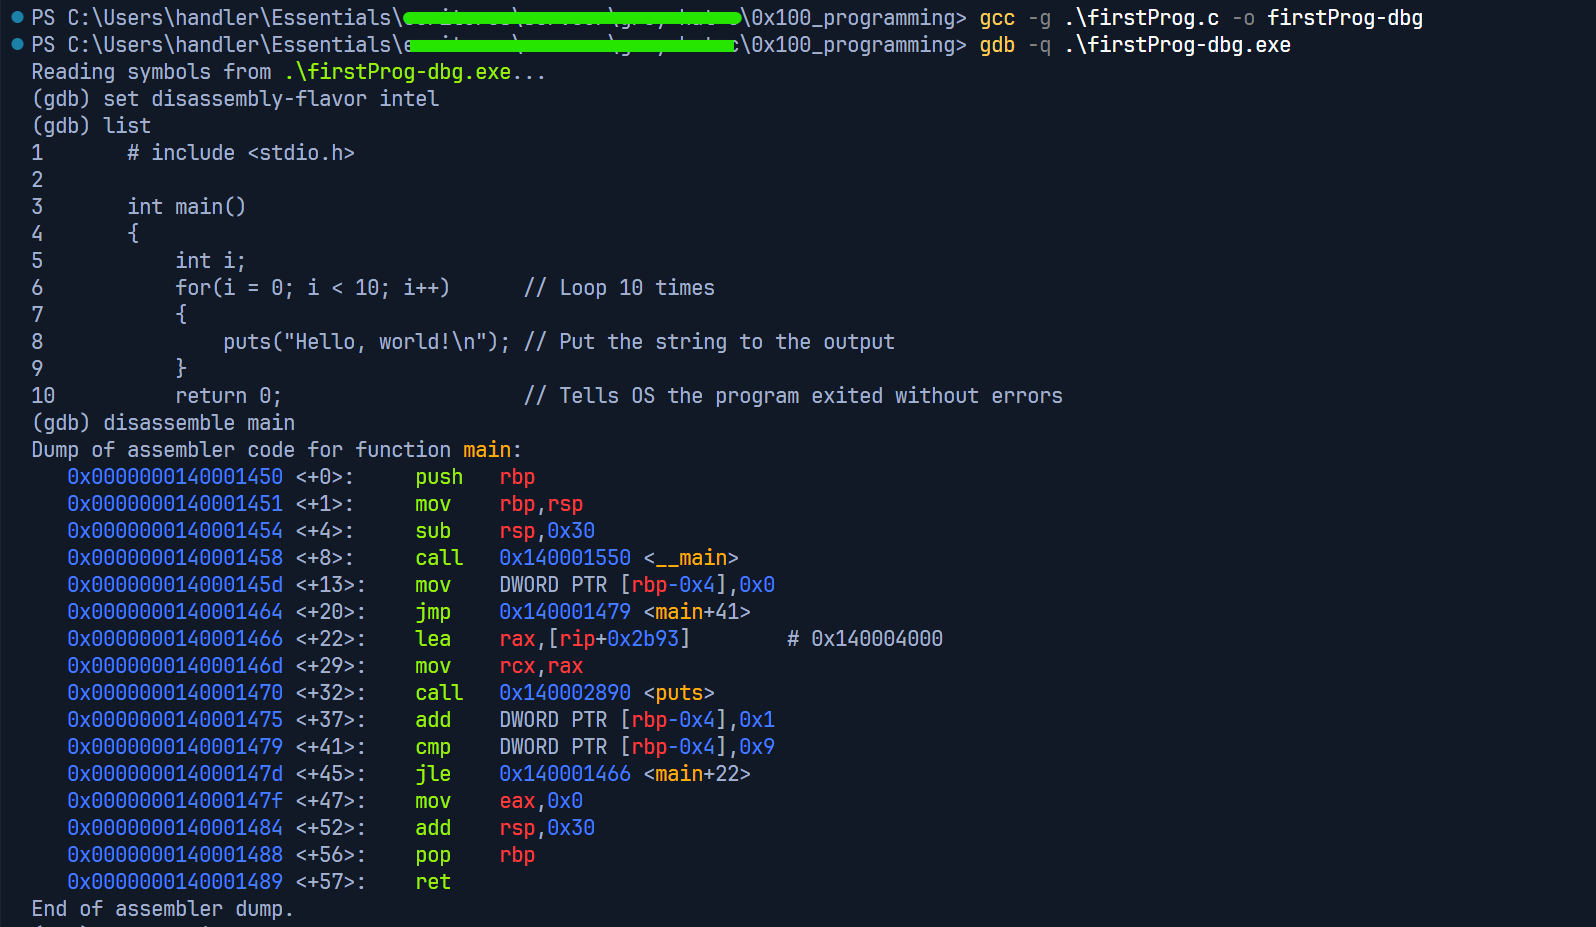 PS C:\Users\handler\Essentials\ \0x100_programming> gcc -g .\firstProg.c -o firstProg-dbg
PS C:\Users\handler\Essentials\ \0x100_programming> gdb -q .\firstProg-dbg.exe
Reading symbols from .\firstProg-dbg.exe...
(gdb) set disassembly-flavor intel
(gdb) list
1       # include <stdio.h>
2
3       int main()
4       {
5           int i;
6           for(i = 0; i < 10; i++)      // Loop 10 times
7           {
8               puts("Hello, world!\n"); // Put the string to the output
9           }
10          return 0;                    // Tells OS the program exited without errors
(gdb) disassemble main
Dump of assembler code for function main:
   0x0000000140001450 <+0>:     push   rbp
   0x0000000140001451 <+1>:     mov    rbp,rsp
   0x0000000140001454 <+4>:     sub    rsp,0x30
   0x0000000140001458 <+8>:     call   0x140001550 <__main>
   0x000000014000145d <+13>:    mov    DWORD PTR [rbp-0x4],0x0
   0x0000000140001464 <+20>:    jmp    0x140001479 <main+41>
   0x0000000140001466 <+22>:    lea    rax,[rip+0x2b93]        # 0x140004000
   0x000000014000146d <+29>:    mov    rcx,rax
   0x0000000140001470 <+32>:    call   0x140002890 <puts>
   0x0000000140001475 <+37>:    add    DWORD PTR [rbp-0x4],0x1
   0x0000000140001479 <+41>:    cmp    DWORD PTR [rbp-0x4],0x9
   0x000000014000147d <+45>:    jle    0x140001466 <main+22>
   0x000000014000147f <+47>:    mov    eax,0x0
   0x0000000140001484 <+52>:    add    rsp,0x30
   0x0000000140001488 <+56>:    pop    rbp
   0x0000000140001489 <+57>:    ret
End of assembler dump.